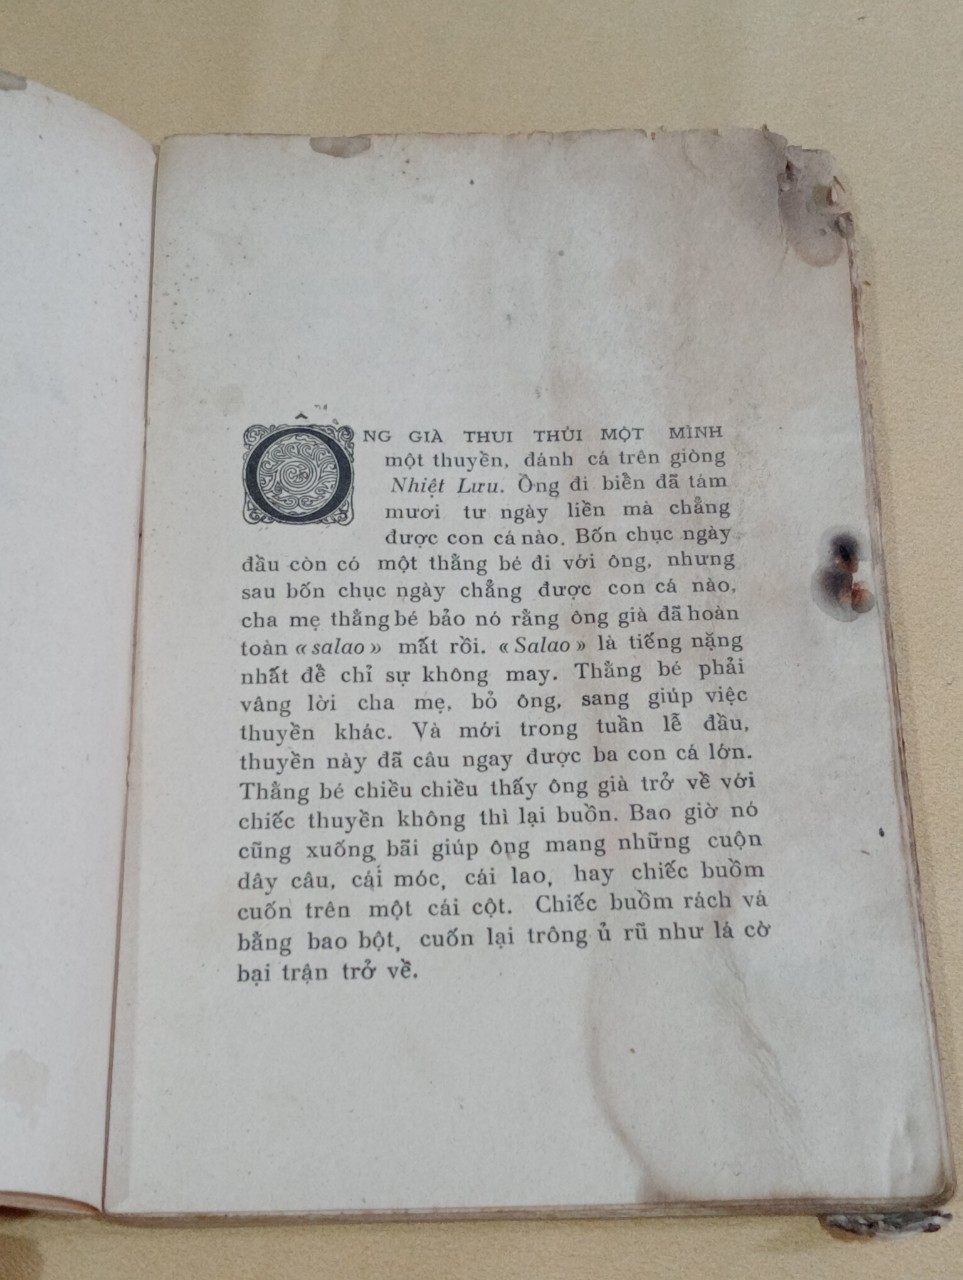 ÔNG GIÀ THUI THỦI MỘT MÌNH
một thuyền, đánh cá trên giòng
Nhiệt Lưu. Ông đi biển đã tám
mươi tư ngày liền mà chẳng
được con cá nào. Bốn chục ngày
đầu còn có một thằng bé đi với ông, nhưng
sau bốn chục ngày chẳng được con cá nào,
cha mẹ thằng bé bảo nó rằng ông già đã hoàn
toàn «salao» mất rồi. «Salao» là tiếng nặng
nhất để chỉ sự không may. Thằng bé phải
vâng lời cha mẹ, bỏ ông, sang giúp việc
thuyền khác. Và mới trong tuần lễ đầu,
thuyền này đã câu ngay được ba con cá lớn.
Thằng bé chiều chiều thấy ông già trở về với
chiếc thuyền không thì lại buồn. Bao giờ nó
cũng xuống bãi giúp ông mang những cuộn
dây câu, cái móc, cái lao, hay chiếc buồm
cuốn trên một cái cột. Chiếc buồm rách vá
bằng bao bột, cuốn lại trông ủ rũ như lá cờ
bại trận trở về.